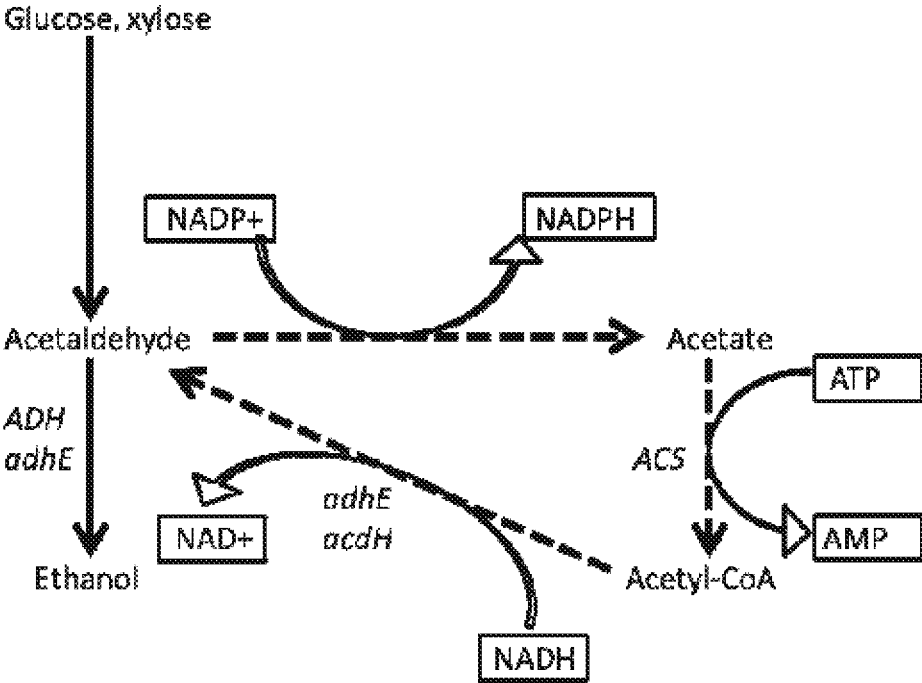 Glucose, xylose
NADP+
NADPH
Acetaldehyde
Acetate
ATP
ADH
adhE
ACS
adhE
acdH
NAD+
AMP
Ethanol
Acetyl-CoA
NADH